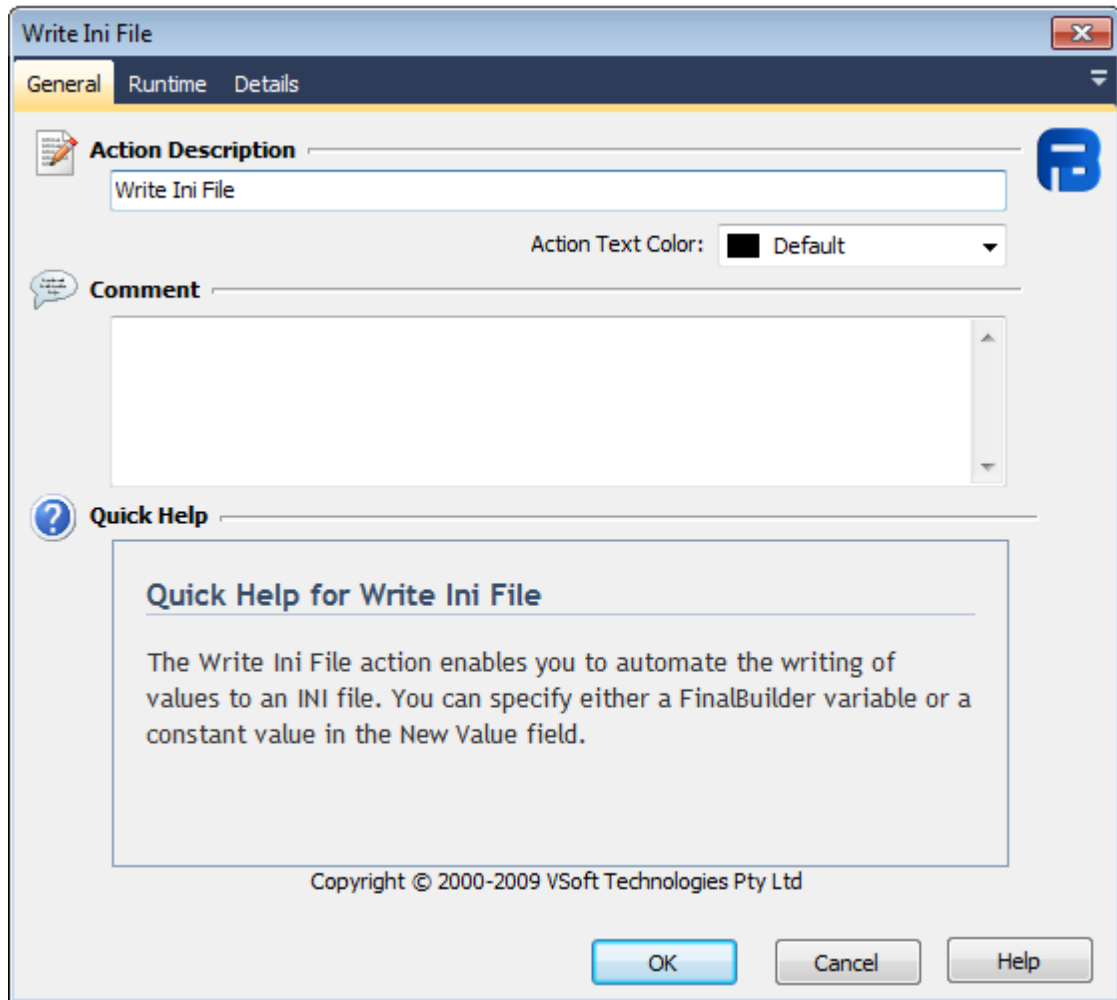 Write Ini File
General Runtime Details
Action Description
Write Ini File
Action Text Color: Default
Comment
Quick Help
Quick Help for Write Ini File
The Write Ini File action enables you to automate the writing of
values to an INI file. You can specify either a FinalBuilder variable or a
constant value in the New Value field.
Copyright © 2000-2009 VSoft Technologies Pty Ltd
OK Cancel Help